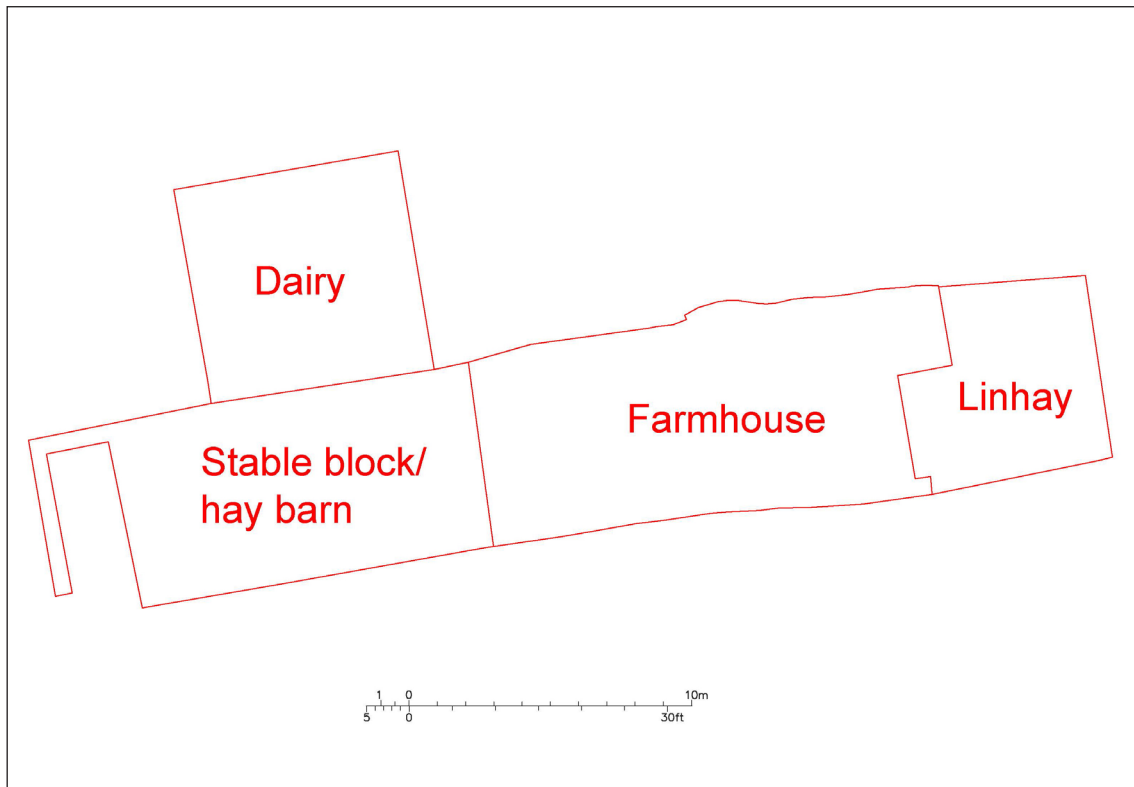 Dairy
Farmhouse
Linhay
Stable block/
hay barn
1 0 10m
5 0 30ft